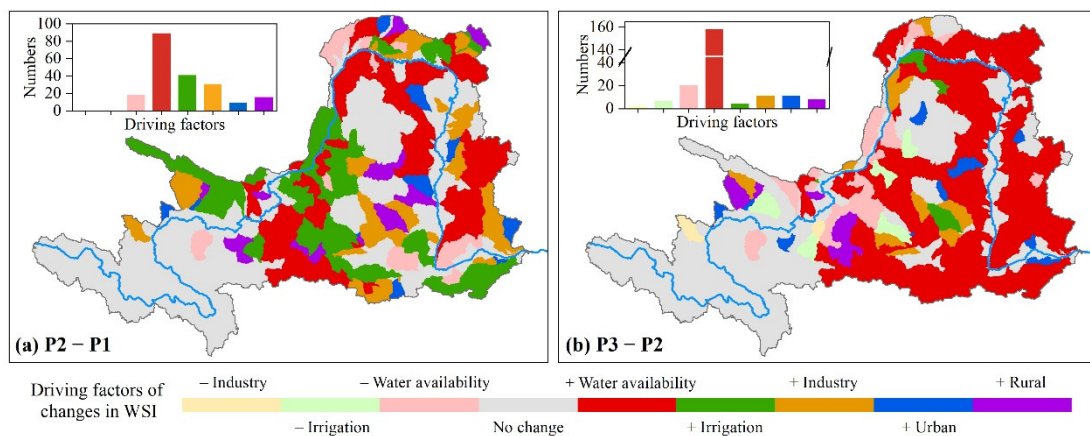 100
80
60
40
20
0
Numbers
Driving factors
(a) P2 − P1
160
140
40
20
0
Numbers
Driving factors
(b) P3 − P2
Driving factors of
changes in WSI
− Industry
− Water availability
+ Water availability
+ Industry
+ Rural
− Irrigation
No change
+ Irrigation
+ Urban